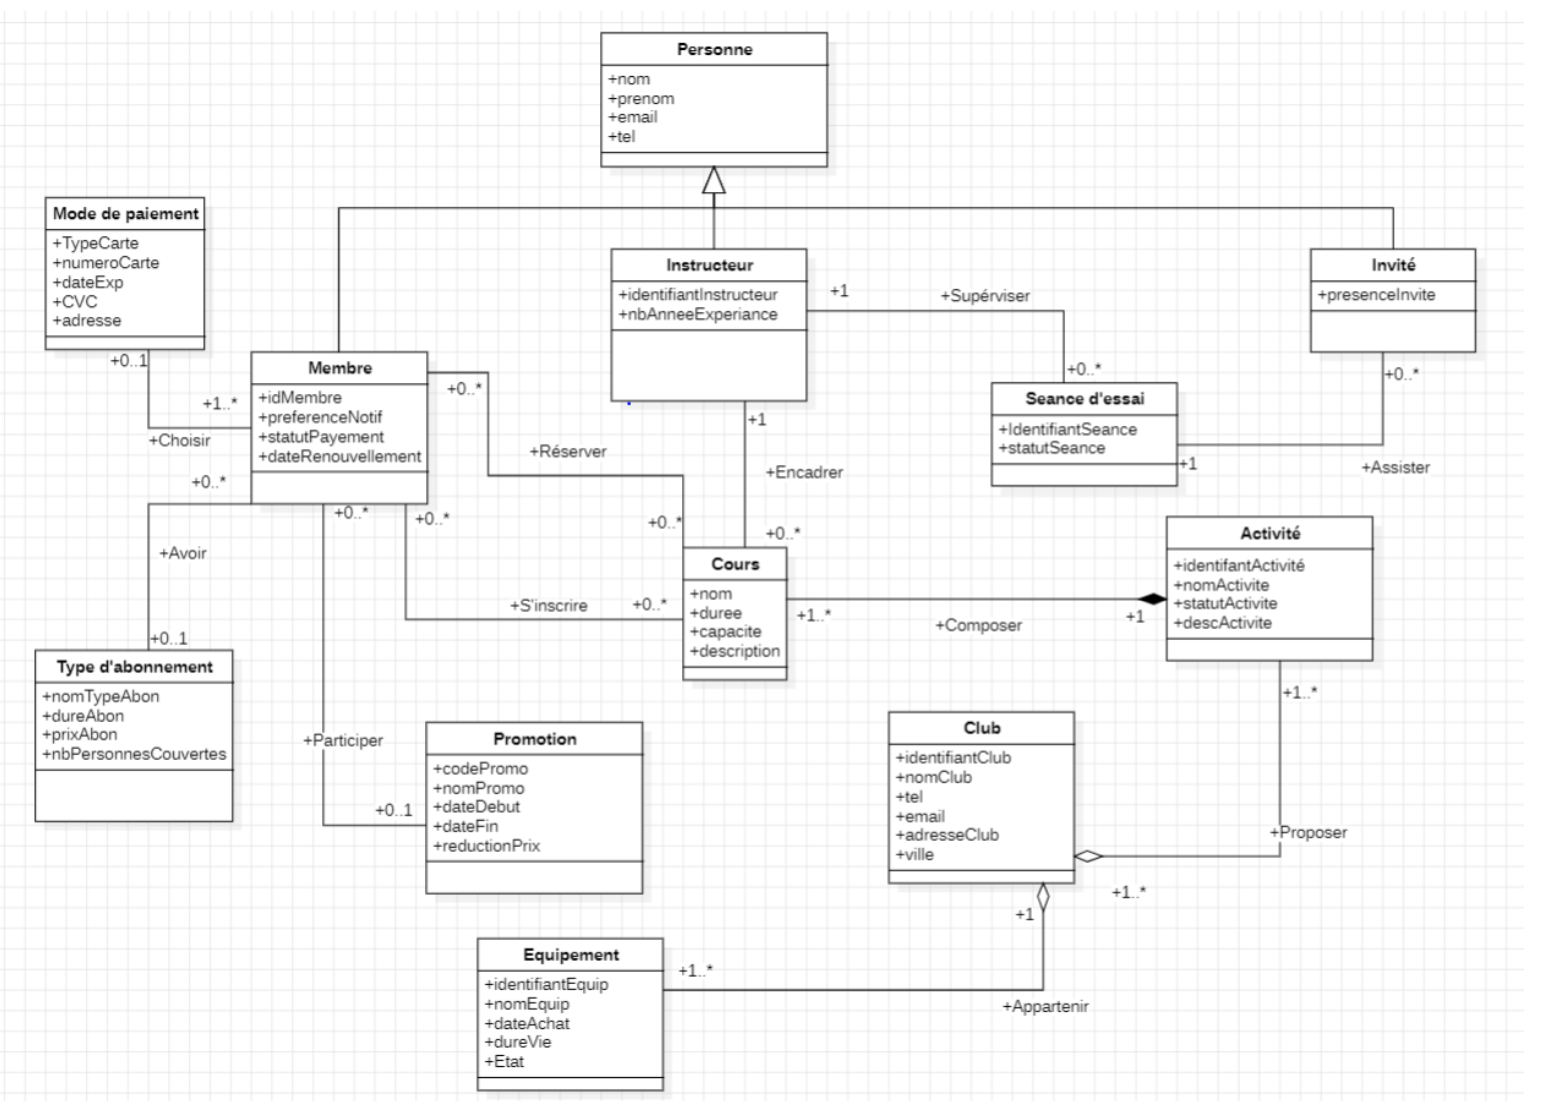 Personne
+nom
+prenom
+email
+tel
Mode de paiement
+TypeCarte
+numeroCarte
+dateExp
+CVC
+adresse
+0..1
+1..*
+Choisir
Membre
+idMembre
+preferenceNotif
+statutPayement
+dateRenouvellement
Instructeur
+identifiantInstructeur
+nbAnneeExperiance
+1
+Supérviser
+0..*
Invité
+presenceInvite
+0..*
Seance d'essai
+IdentifiantSeance
+statutSeance
+1
+Assister
+0..*
+Réserver
+0..*
+1
+Encadrer
+0..*
+0..*
+Avoir
+0..1
+0..*
+0..*
+S'inscrire
+0..*
Cours
+nom
+duree
+capacite
+description
+1..*
+Composer
+1
Activité
+identifantActivité
+nomActivite
+statutActivite
+descActivite
+1..*
Type d'abonnement
+nomTypeAbon
+dureAbon
+prixAbon
+nbPersonnesCouvertes
+Participer
+0..1
Promotion
+codePromo
+nomPromo
+dateDebut
+dateFin
+reductionPrix
Club
+identifiantClub
+nomClub
+tel
+email
+adresseClub
+ville
+Proposer
+1..*
+1
Equipement
+identifiantEquip
+nomEquip
+dateAchat
+dureVie
+Etat
+1..*
+Appartenir